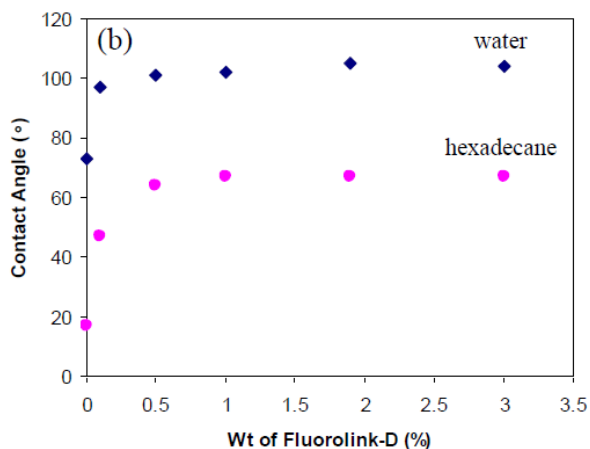 120
(b)
water
100
80
hexadecane
60
40
20
0
Contact Angle (°)
0 0.5 1 1.5 2 2.5 3 3.5
Wt of Fluorolink-D (%)